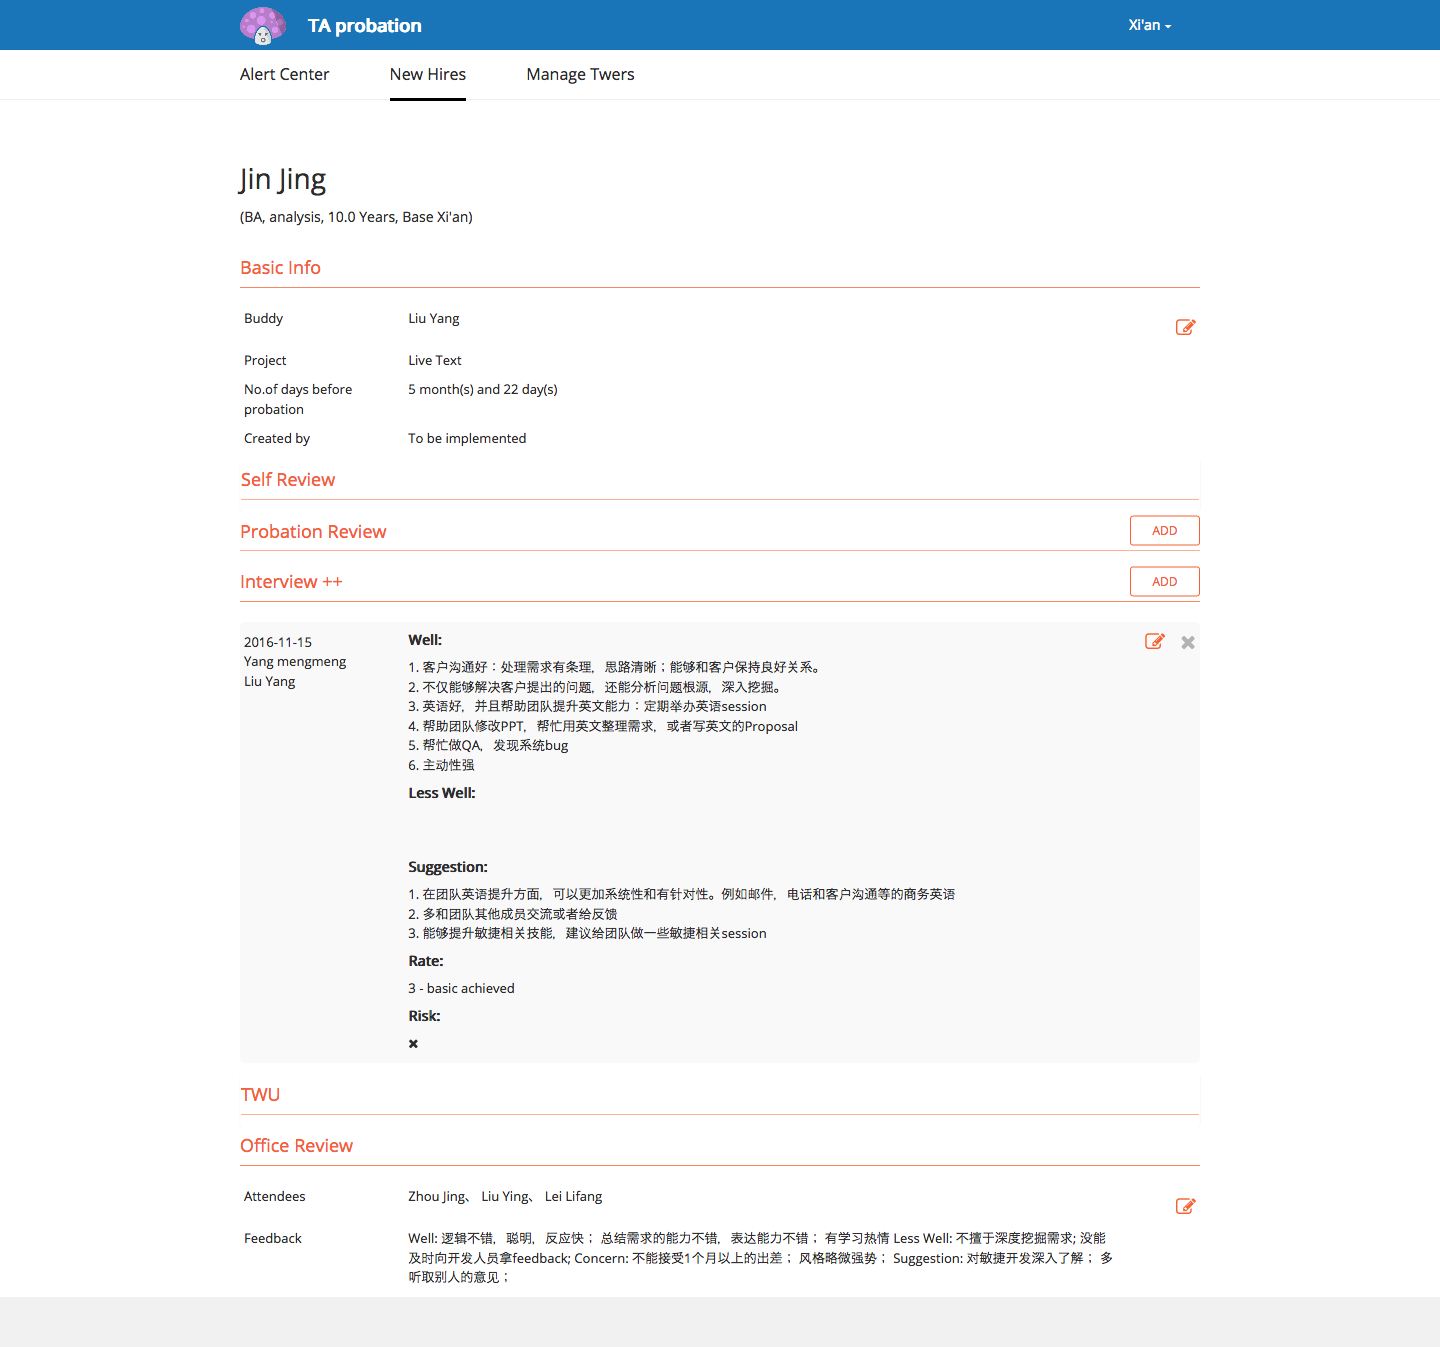 TA probation
Xi'an
Alert Center
New Hires
Manage Twers
Jin Jing
(BA, analysis, 10.0 Years, Base Xi'an)
Basic Info
Buddy
Liu Yang
Project
Live Text
No.of days before
probation
5 month(s) and 22 day(s)
Created by
To be implemented
Self Review
Probation Review
ADD
Interview ++
ADD
2016-11-15
Yang mengmeng
Liu Yang
Well:
1. 客户沟通好：处理需求有条理，思路清晰；能够和客户保持良好关系。
2. 不仅能够解决客户提出的问题，还能分析问题根源，深入挖掘。
3. 英语好，并且帮助团队提升英文能力：定期举办英语session
4. 帮助团队修改PPT，帮忙用英文整理需求，或者写英文的Proposal
5. 帮忙做QA，发现系统bug
6. 主动性强
Less Well:
Suggestion:
1. 在团队英语提升方面，可以更加系统性和有针对性。例如邮件，电话和客户沟通等的商务英语
2. 多和团队其他成员交流或者给反馈
3. 能够提升敏捷相关技能，建议给团队做一些敏捷相关session
Rate:
3 - basic achieved
Risk:
TWU
Office Review
Attendees
Zhou Jing、 Liu Ying、 Lei Lifang
Feedback
Well: 逻辑不错，聪明，反应快； 总结需求的能力不错，表达能力不错； 有学习热情 Less Well: 不擅于深度挖掘需求; 没能
及时向开发人员拿feedback; Concern: 不能接受1个月以上的出差； 风格略微强势； Suggestion: 对敏捷开发深入了解； 多
听取别人的意见；